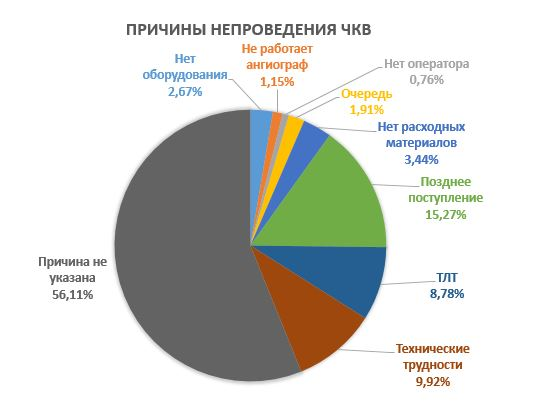 ПРИЧИНЫ НЕПРОВЕДЕНИЯ ЧКВ
Нет
оборудования
2,67%
Не работает
ангиограф
1,15%
Нет оператора
0,76%
Очередь
1,91%
Нет расходных
материалов
3,44%
Позднее
поступление
15,27%
ТЛТ
8,78%
Технические
трудности
9,92%
Причина не
указана
56,11%